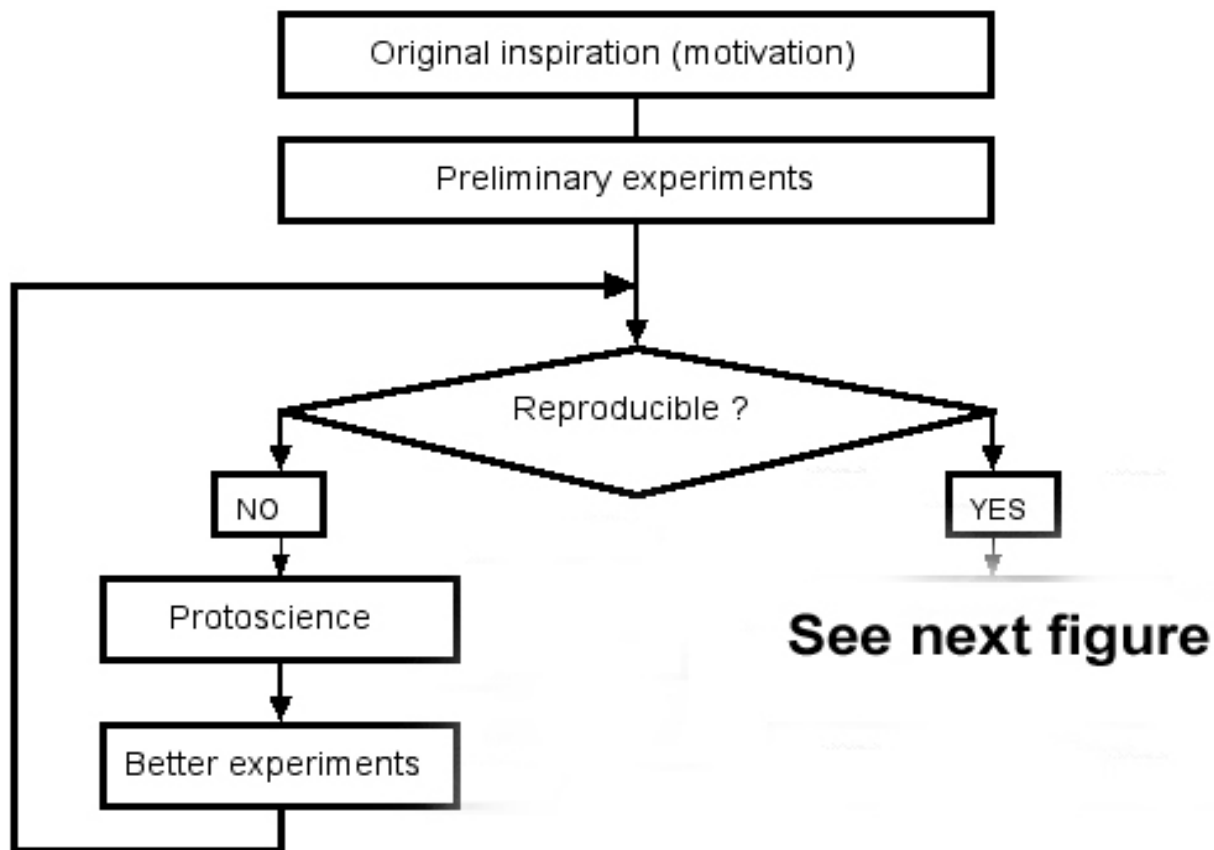 Original inspiration (motivation)
Preliminary experiments
Reproducible ?
NO
YES
Protoscience
See next figure
Better experiments